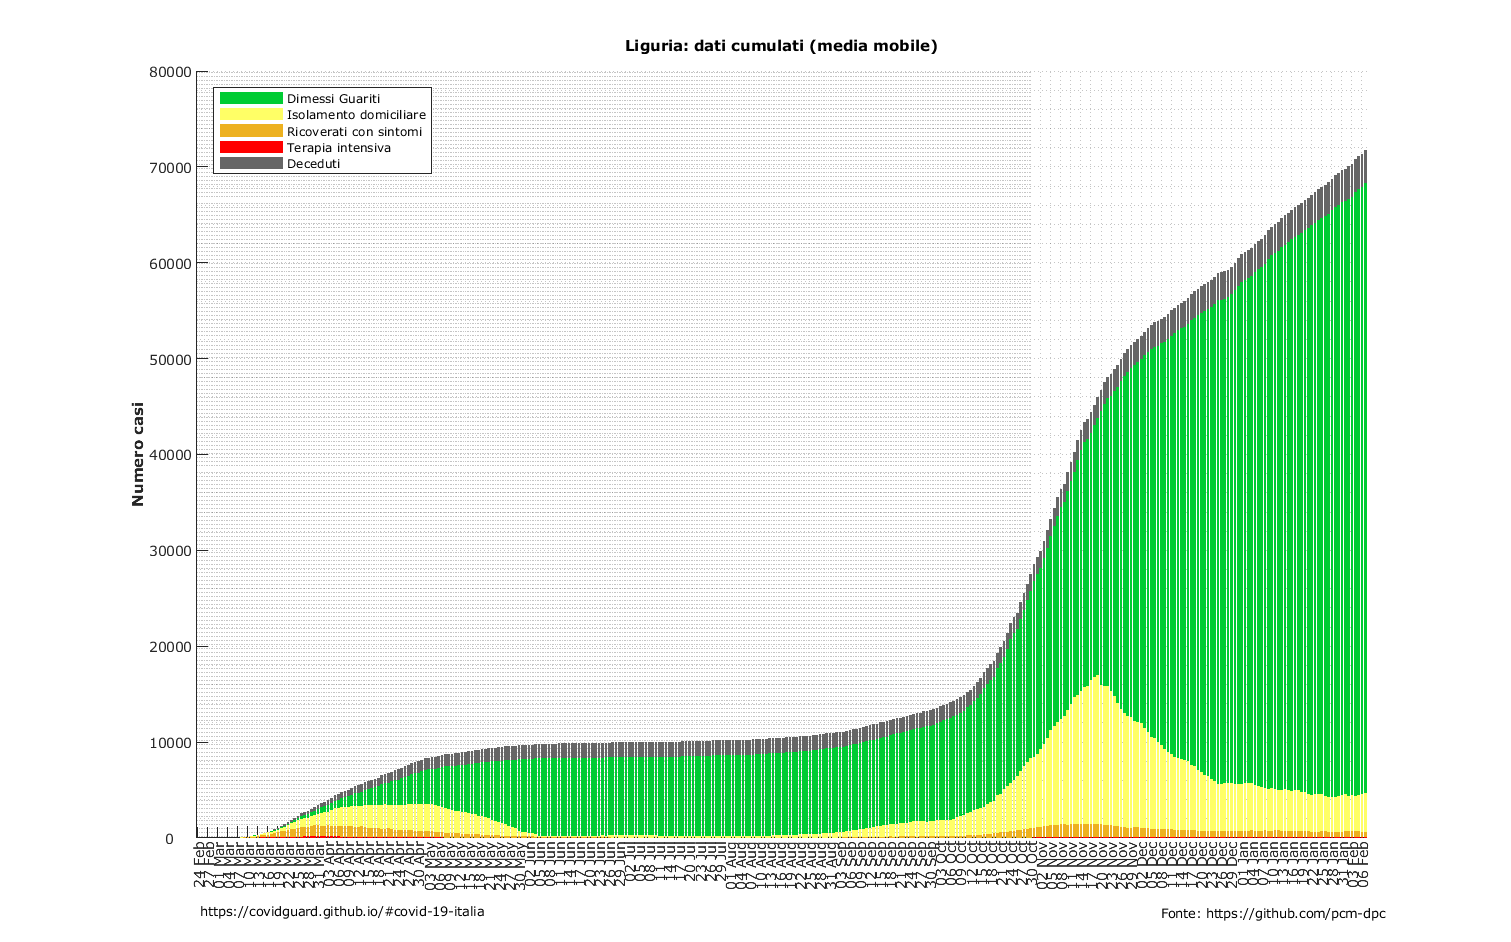 Liguria: dati cumulati (media mobile)
80000
70000
60000
50000
40000
30000
20000
10000
0
Numero casi
Dimessi Guariti
Isolamento domiciliare
Ricoverati con sintomi
Terapia intensiva
Deceduti
24 Feb
27 Feb
01 Mar
04 Mar
07 Mar
10 Mar
13 Mar
16 Mar
19 Mar
22 Mar
25 Mar
28 Mar
31 Mar
03 Apr
06 Apr
09 Apr
12 Apr
15 Apr
18 Apr
21 Apr
24 Apr
27 Apr
30 Apr
03 May
06 May
09 May
12 May
15 May
18 May
21 May
24 May
27 May
30 May
02 Jun
05 Jun
08 Jun
11 Jun
14 Jun
17 Jun
20 Jun
23 Jun
26 Jun
29 Jun
02 Jul
05 Jul
08 Jul
11 Jul
14 Jul
17 Jul
20 Jul
23 Jul
26 Jul
29 Jul
01 Aug
04 Aug
07 Aug
10 Aug
13 Aug
16 Aug
19 Aug
22 Aug
25 Aug
28 Aug
31 Aug
03 Sep
06 Sep
09 Sep
12 Sep
15 Sep
18 Sep
21 Sep
24 Sep
27 Sep
30 Sep
03 Oct
06 Oct
09 Oct
12 Oct
15 Oct
18 Oct
21 Oct
24 Oct
27 Oct
30 Oct
02 Nov
05 Nov
08 Nov
11 Nov
14 Nov
17 Nov
20 Nov
23 Nov
26 Nov
29 Nov
02 Dec
05 Dec
08 Dec
11 Dec
14 Dec
17 Dec
20 Dec
23 Dec
26 Dec
29 Dec
01 Jan
04 Jan
07 Jan
10 Jan
13 Jan
16 Jan
19 Jan
22 Jan
25 Jan
28 Jan
31 Jan
03 Feb
06 Feb
https://covidguard.github.io/#covid-19-italia
Fonte: https://github.com/pcm-dpc